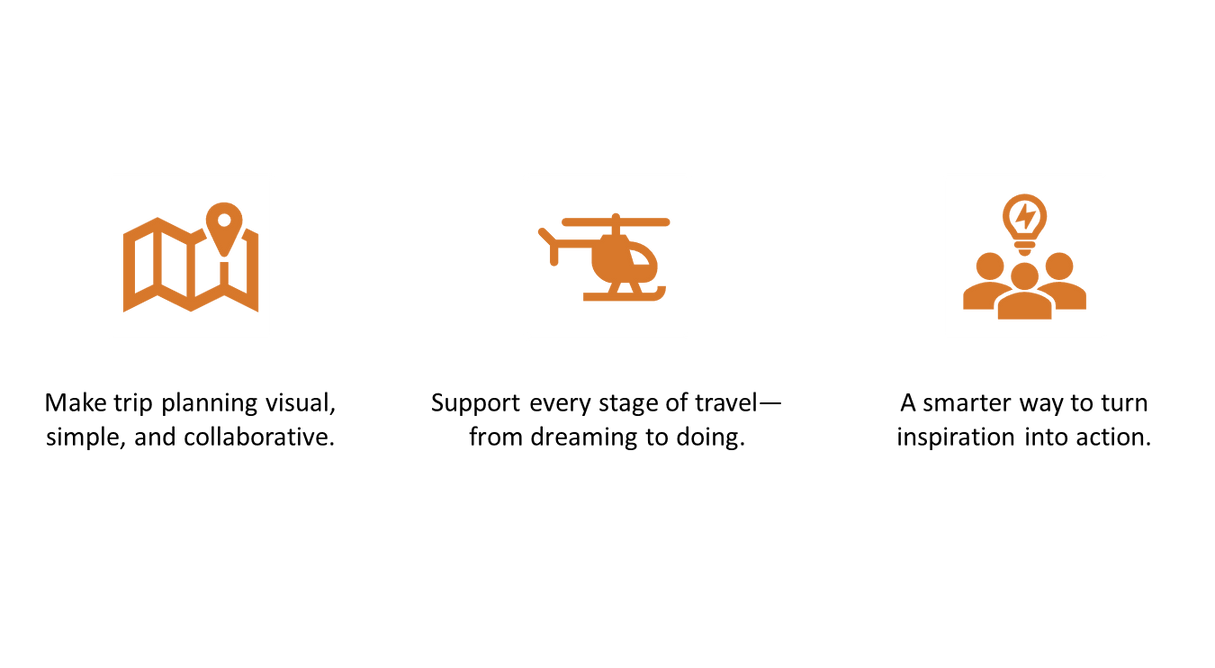 Make trip planning visual,
simple, and collaborative.
Support every stage of travel—
from dreaming to doing.
A smarter way to turn
inspiration into action.